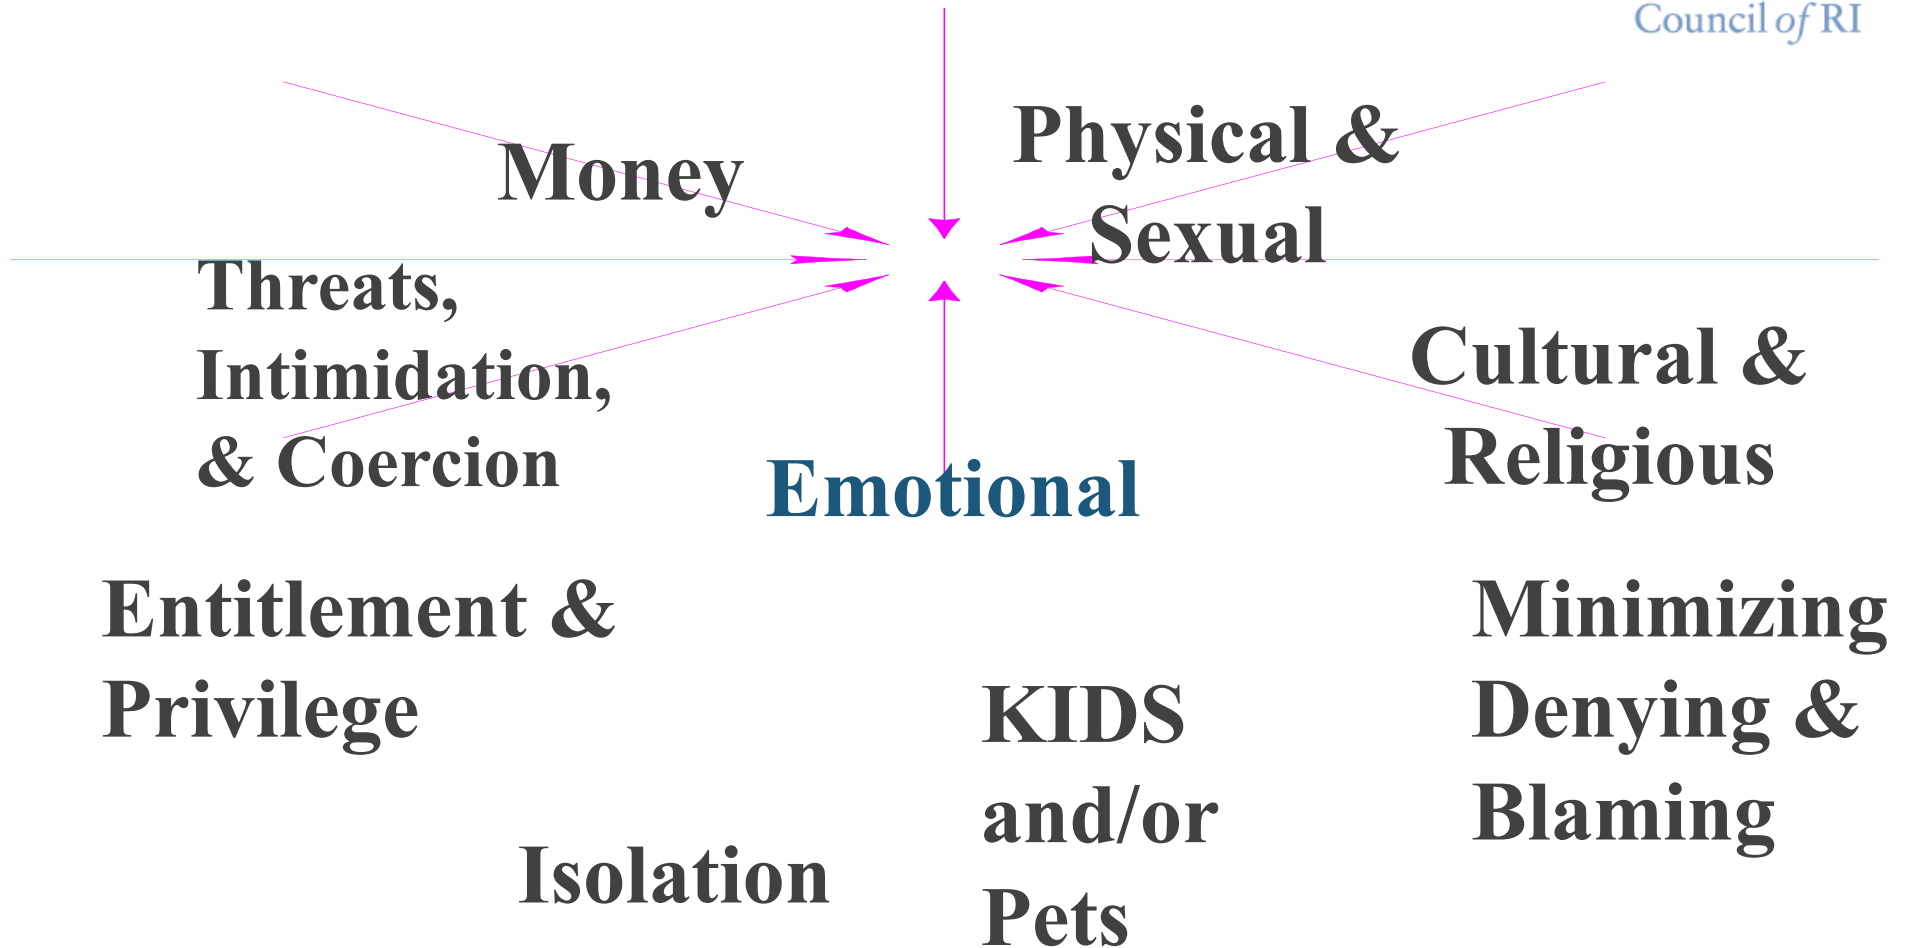 Council of RI
Money
Physical &
Sexual
Threats,
Intimidation,
& Coercion
Cultural &
Religious
Emotional
Entitlement &
Privilege
Minimizing
Denying &
Blaming
KIDS
and/or
Pets
Isolation